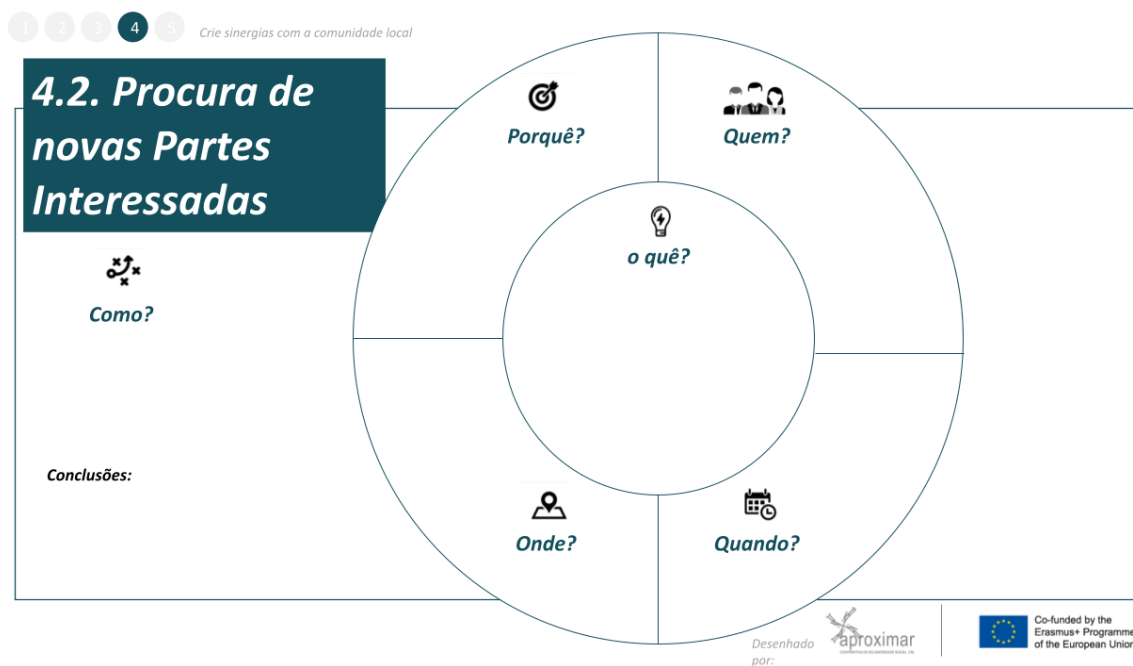 1 2 3 4 5 Crie sinergias com a comunidade local
4.2. Procura de
novas Partes
Interessadas
Porquê?
Quem?
o quê?
Como?
Conclusões:
Onde?
Quando?
Desenhado
por:
aproximar
Co-funded by the
Erasmus+ Programme
of the European Union